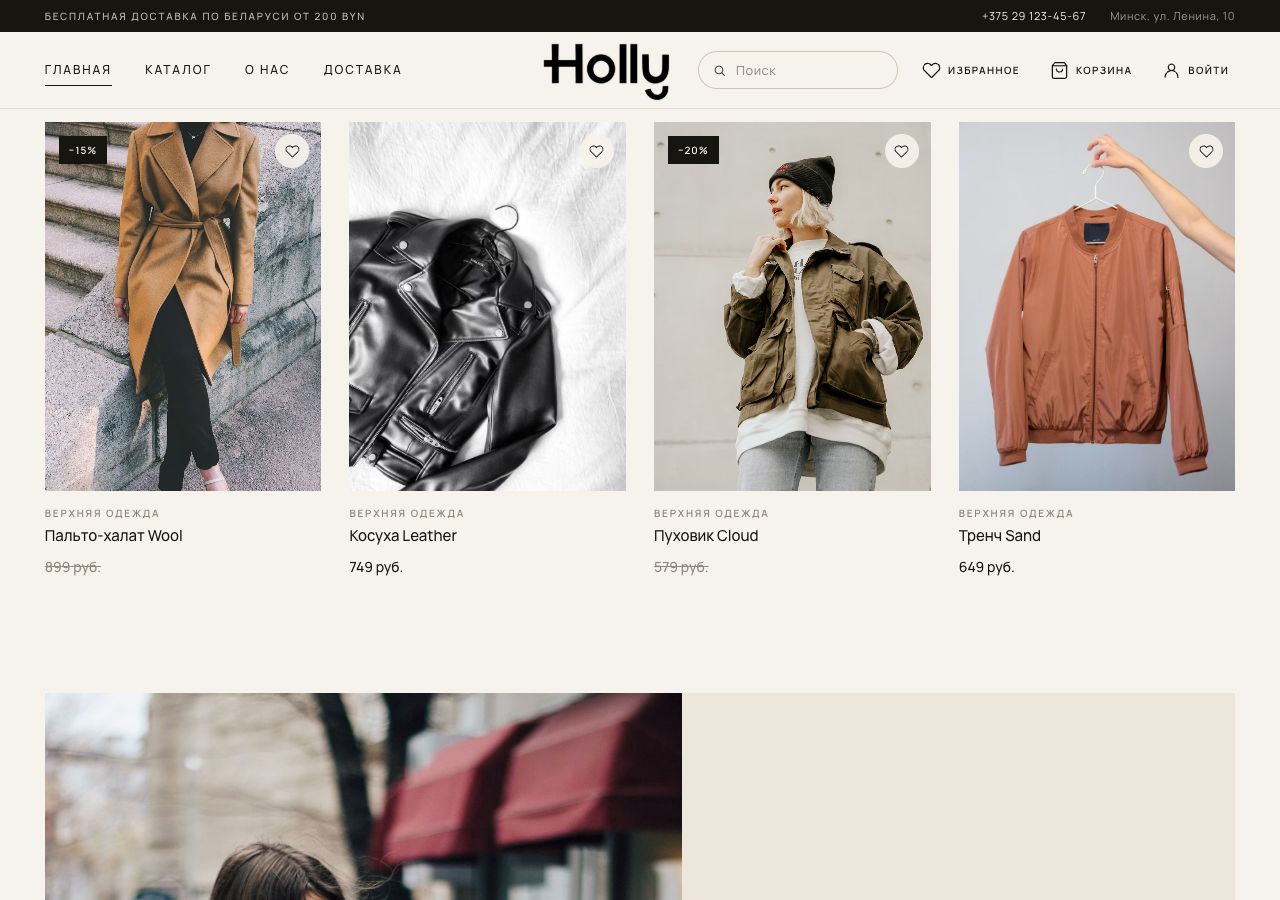 БЕСПЛАТНАЯ ДОСТАВКА ПО БЕЛАРУСИ ОТ 200 BYN
+375 29 123-45-67
Минск, ул. Ленина, 10
ГЛАВНАЯ
КАТАЛОГ
О НАС
ДОСТАВКА
Holly
Поиск
ИЗБРАННОЕ
КОРЗИНА
ВОЙТИ
−15%
−20%
ВЕРХНЯЯ ОДЕЖДА
Пальто-халат Wool
899 руб.
ВЕРХНЯЯ ОДЕЖДА
Косуха Leather
749 руб.
ВЕРХНЯЯ ОДЕЖДА
Пуховик Cloud
579 руб.
ВЕРХНЯЯ ОДЕЖДА
Тренч Sand
649 руб.